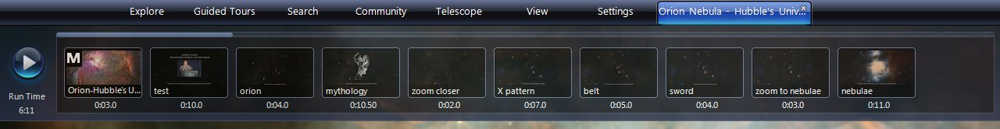 Explore Guided Tours Search Community Telescope View Settings Orion Nebula - Hubble's Univ...
M
Orion-Hubble's U... test orion mythology zoom closer X pattern belt sword zoom to nebulae nebulae
Run Time 0:03.0 0:10.0 0:04.0 0:10.50 0:02.0 0:07.0 0:05.0 0:04.0 0:03.0 0:11.0
6:11